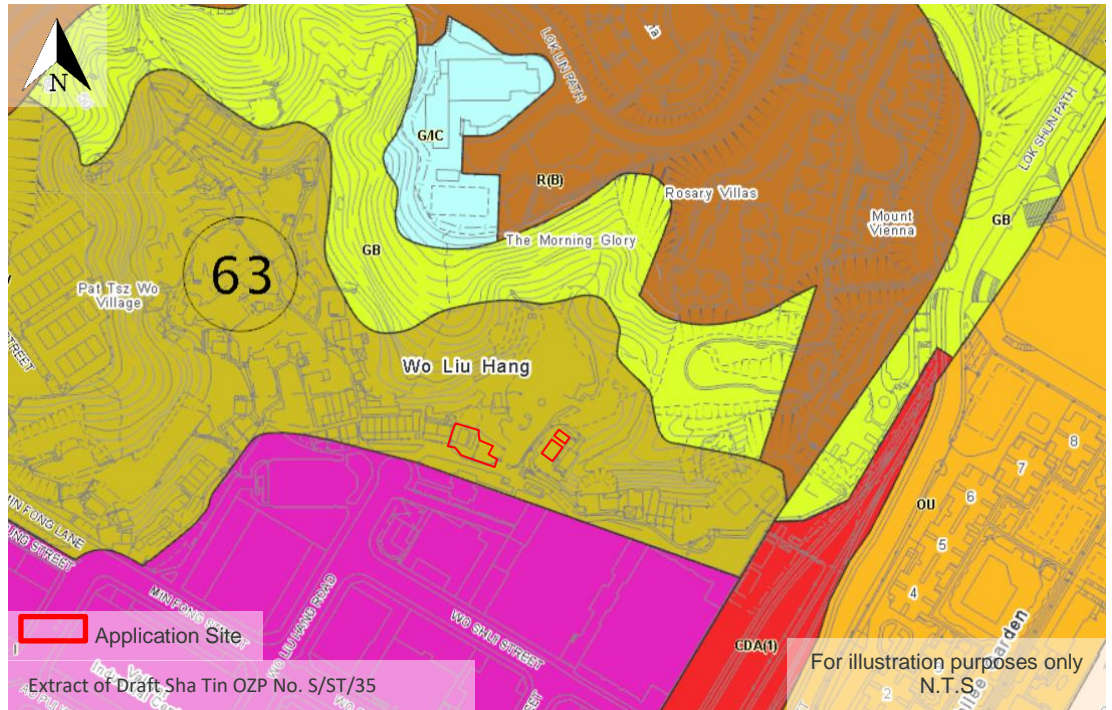 N
LOK LIN PATH
G/IC
R(B)
Rosary Villas
LOK SHUN PATH
Mount
Vienna
GB
The Morning Glory
GB
63
Pat Tsz Wo
Village
STREET
Wo Liu Hang
8
7
6
OU
5
4
MIN FONG LANE
STREET
MIN FONG STREET
WO LIU HANG ROAD
WO SHUI STREET
CDA(1)
2
Application Site
Extract of Draft Sha Tin OZP No. S/ST/35
For illustration purposes only
N.T.S